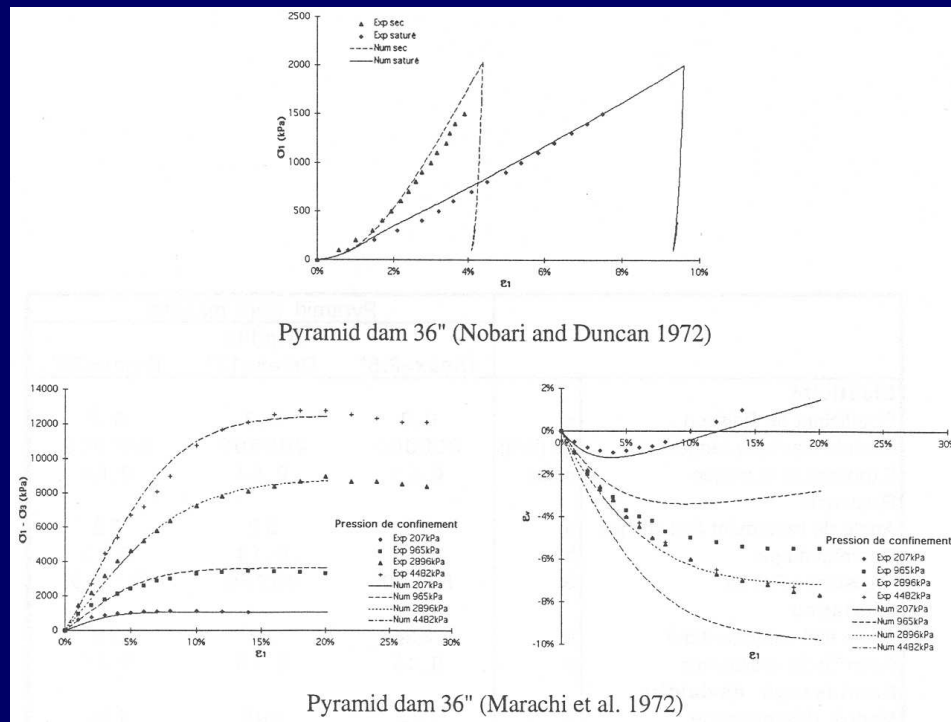 2500
2000
1500
1000
500
0
σ1 (kPa)
Exp sec
Exp saturé
Num sec
Num saturé
0%
2%
4%
6%
8%
10%
ε1
Pyramid dam 36" (Nobari and Duncan 1972)
14000
12000
10000
8000
6000
4000
2000
0
σ1 - σ3 (kPa)
Pression de confinement
Exp 207kPa
Exp 965kPa
Exp 2896kPa
Exp 4482kPa
Num 207kPa
Num 965kPa
Num 2896kPa
Num 4482kPa
0%
5%
10%
15%
20%
25%
30%
ε1
2%
0%
-2%
-4%
-6%
-8%
-10%
εv
0%
5%
10%
15%
20%
25%
30%
Pression de confinement
Exp 207kPa
Exp 965kPa
Exp 2896kPa
Exp 4482kPa
Num 207kPa
Num 965kPa
Num 2896kPa
Num 4482kPa
ε1
Pyramid dam 36" (Marachi et al. 1972)